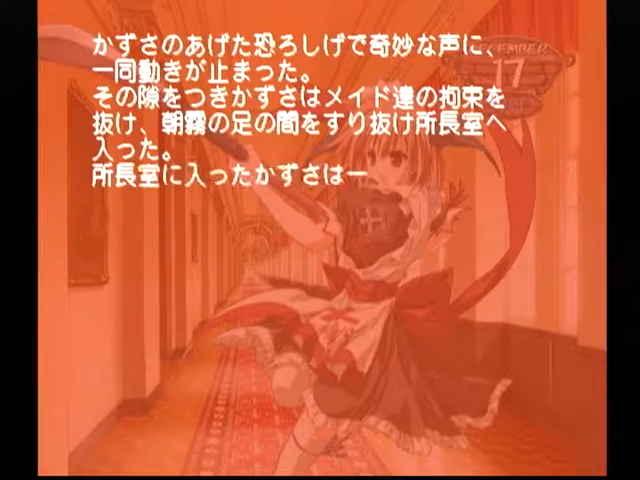 かずさのあげた恐ろしげで奇妙な声に、
一同動きが止まった。
その隙をつきかずさはメイド達の拘束を
抜け、朝霧の足の間をすり抜け所長室へ
入った。
所長室に入ったかずさは一
DECEMBER
17